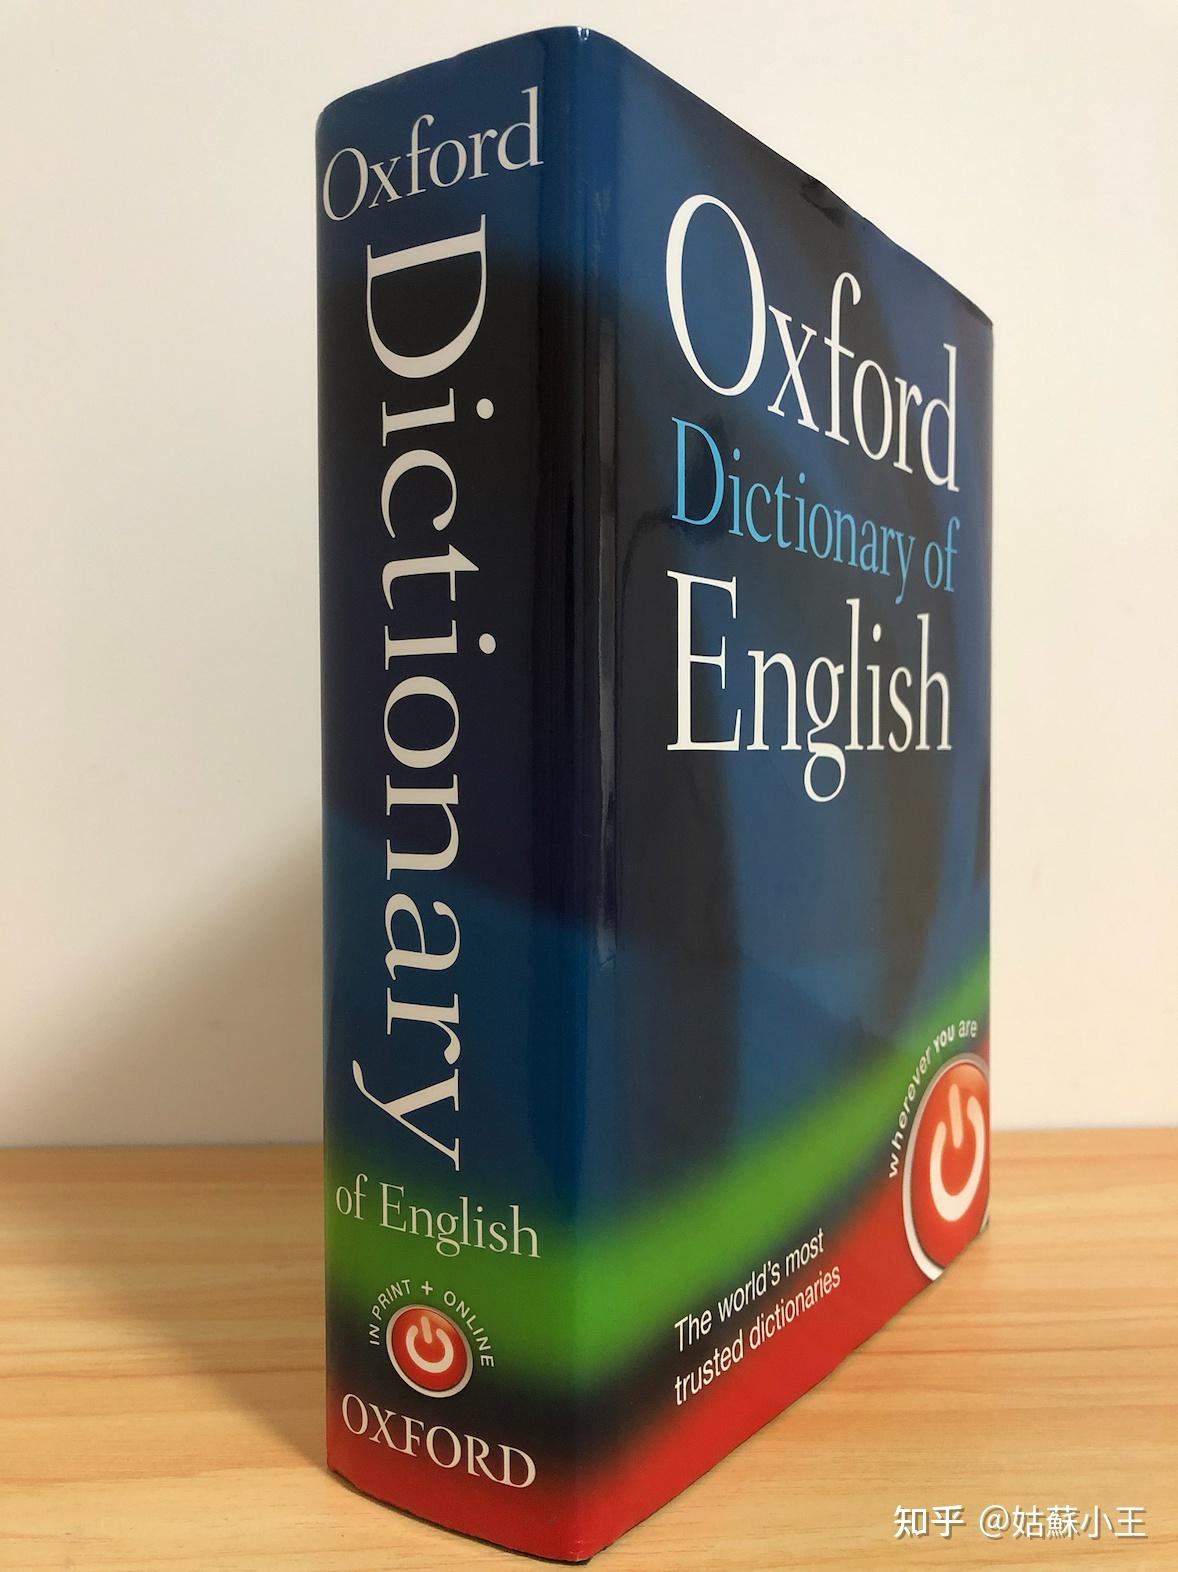 Oxford
Dictionary
of English
IN PRINT + ONLINE
OXFORD
Oxford
Dictionary of
English
wherever YOU are
The world's most
trusted dictionaries
知乎 @姑蘇小王